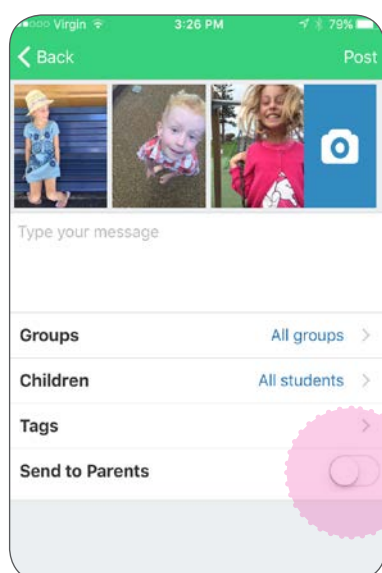 Virgin 3:26 PM 79%
Back Post
Type your message
Groups All groups
Children All students
Tags
Send to Parents